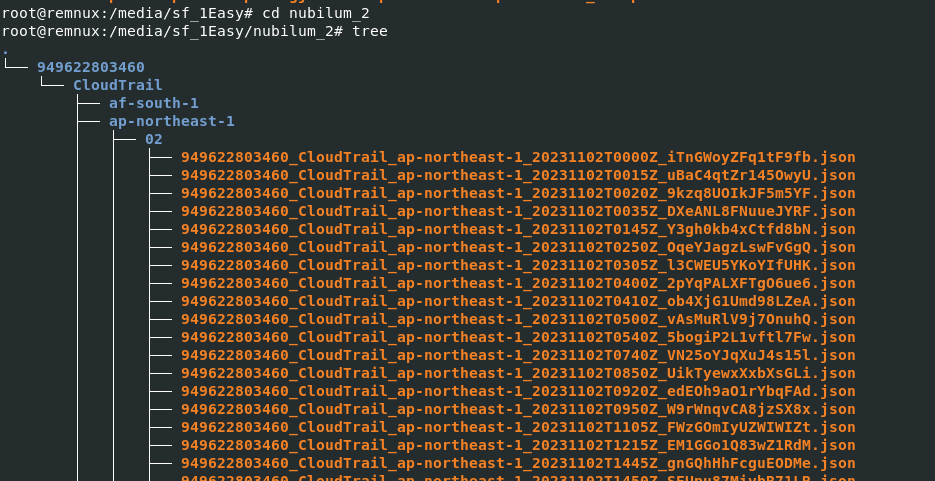 root@remnux:/media/sf_1Easy# cd nubilum_2
root@remnux:/media/sf_1Easy/nubilum_2# tree
.
└── 949622803460
    └── CloudTrail
        ├── af-south-1
        ├── ap-northeast-1
        │   ├── 02
        │   │   ├── 949622803460_CloudTrail_ap-northeast-1_20231102T0000Z_iTnGWoyZFq1tF9fb.json
        │   │   ├── 949622803460_CloudTrail_ap-northeast-1_20231102T0015Z_uBaC4qtZr145OwyU.json
        │   │   ├── 949622803460_CloudTrail_ap-northeast-1_20231102T0020Z_9kzq8UOIkJF5m5YF.json
        │   │   ├── 949622803460_CloudTrail_ap-northeast-1_20231102T0035Z_DXeANL8FNuueJYRF.json
        │   │   ├── 949622803460_CloudTrail_ap-northeast-1_20231102T0145Z_Y3gh0kb4xCtfd8bN.json
        │   │   ├── 949622803460_CloudTrail_ap-northeast-1_20231102T0250Z_OqeYJagzLswFvGgQ.json
        │   │   ├── 949622803460_CloudTrail_ap-northeast-1_20231102T0305Z_l3CWEU5YKoYIfUHK.json
        │   │   ├── 949622803460_CloudTrail_ap-northeast-1_20231102T0400Z_2pYqPALXFTgO6ue6.json
        │   │   ├── 949622803460_CloudTrail_ap-northeast-1_20231102T0410Z_ob4XjG1Umd98LZeA.json
        │   │   ├── 949622803460_CloudTrail_ap-northeast-1_20231102T0500Z_vAsMuRlV9j7OnuhQ.json
        │   │   ├── 949622803460_CloudTrail_ap-northeast-1_20231102T0540Z_5bogiP2L1vftl7Fw.json
        │   │   ├── 949622803460_CloudTrail_ap-northeast-1_20231102T0740Z_VN25oYJqXuJ4s15l.json
        │   │   ├── 949622803460_CloudTrail_ap-northeast-1_20231102T0850Z_UikTyewxXxbXsGLi.json
        │   │   ├── 949622803460_CloudTrail_ap-northeast-1_20231102T0920Z_edEOh9aO1rYbqFAd.json
        │   │   ├── 949622803460_CloudTrail_ap-northeast-1_20231102T0950Z_W9rWnqvCA8jzSX8x.json
        │   │   ├── 949622803460_CloudTrail_ap-northeast-1_20231102T1105Z_FWzGOmIyUZWIWIZt.json
        │   │   ├── 949622803460_CloudTrail_ap-northeast-1_20231102T1215Z_EM1GGo1Q83wZ1RdM.json
        │   │   ├── 949622803460_CloudTrail_ap-northeast-1_20231102T1445Z_gnGQhHhFcguEODMe.json